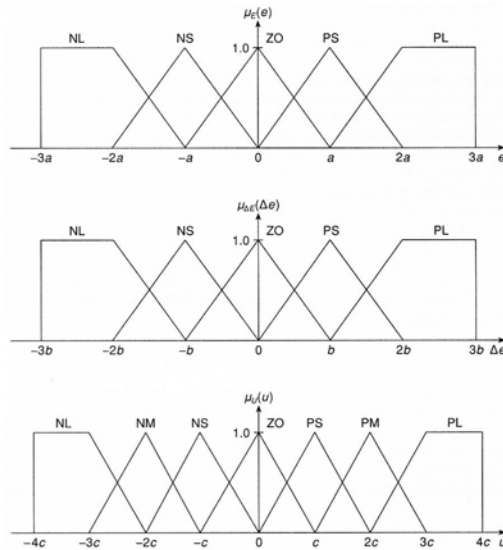 μE(e)
NL NS ZO PS PL
1.0
−3a −2a −a 0 a 2a 3a e
μΔE(Δe)
NL NS ZO PS PL
1.0
−3b −2b −b 0 b 2b 3b Δe
μU(u)
NL NM NS ZO PS PM PL
1.0
−4c −3c −2c −c 0 c 2c 3c 4c u